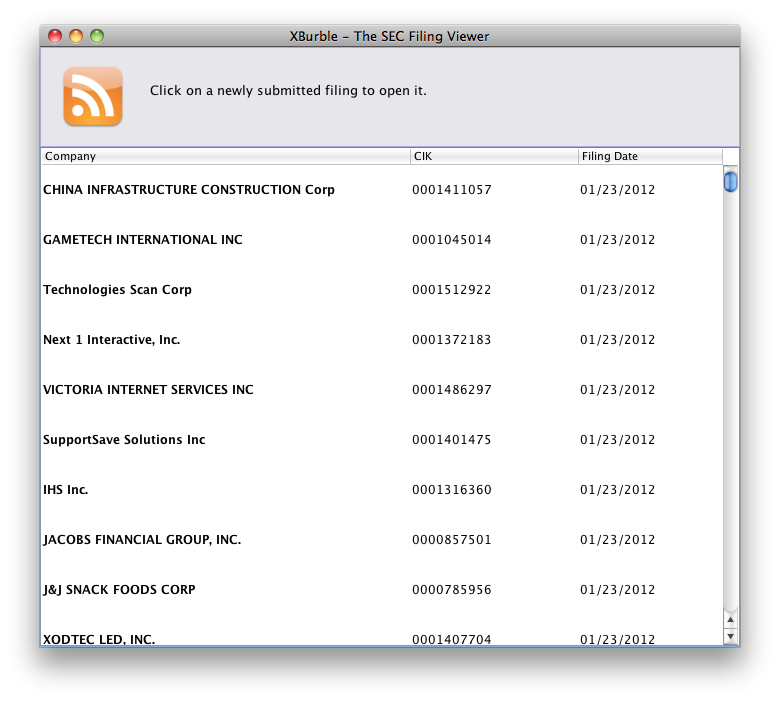 XBurble - The SEC Filing Viewer
Click on a newly submitted filing to open it.
Company CIK Filing Date
CHINA INFRASTRUCTURE CONSTRUCTION Corp 0001411057 01/23/2012
GAMETECH INTERNATIONAL INC 0001045014 01/23/2012
Technologies Scan Corp 0001512922 01/23/2012
Next 1 Interactive, Inc. 0001372183 01/23/2012
VICTORIA INTERNET SERVICES INC 0001486297 01/23/2012
SupportSave Solutions Inc 0001401475 01/23/2012
IHS Inc. 0001316360 01/23/2012
JACOBS FINANCIAL GROUP, INC. 0000857501 01/23/2012
J&J SNACK FOODS CORP 0000785956 01/23/2012
XODTEC LED, INC. 0001407704 01/23/2012